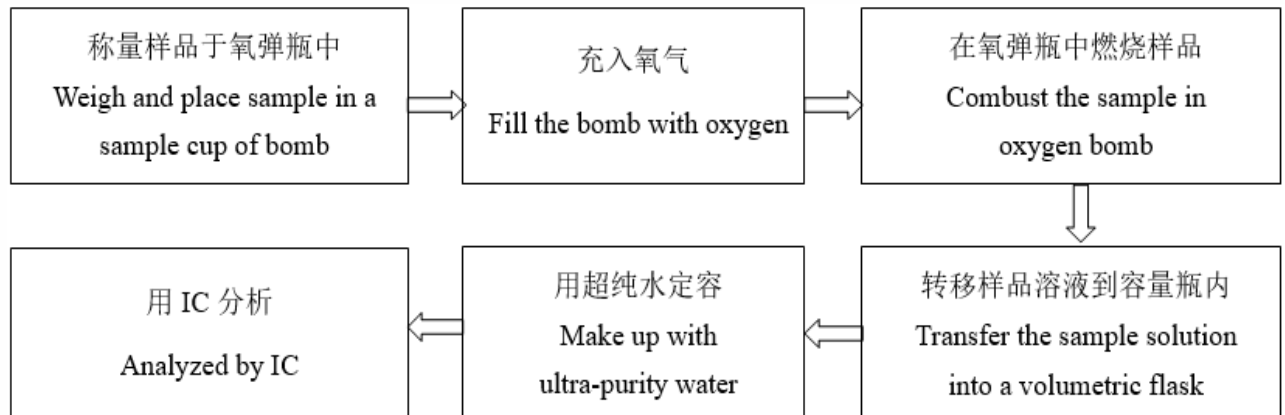 称量样品于氧弹瓶中
Weigh and place sample in a
sample cup of bomb
充入氧气
Fill the bomb with oxygen
在氧弹瓶中燃烧样品
Combust the sample in
oxygen bomb
转移样品溶液到容量瓶内
Transfer the sample solution
into a volumetric flask
用超纯水定容
Make up with
ultra-purity water
用 IC 分析
Analyzed by IC